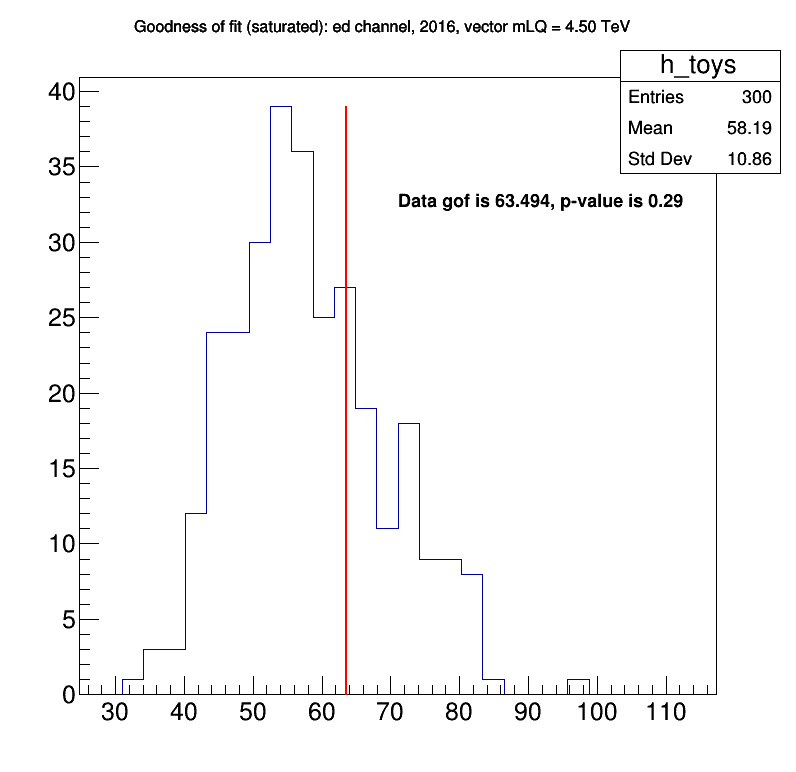 Goodness of fit (saturated): ed channel, 2016, vector mLQ = 4.50 TeV
h_toys
Entries 300
Mean 58.19
Std Dev 10.86
Data gof is 63.494, p-value is 0.29
40
35
30
25
20
15
10
5
0
30 40 50 60 70 80 90 100 110